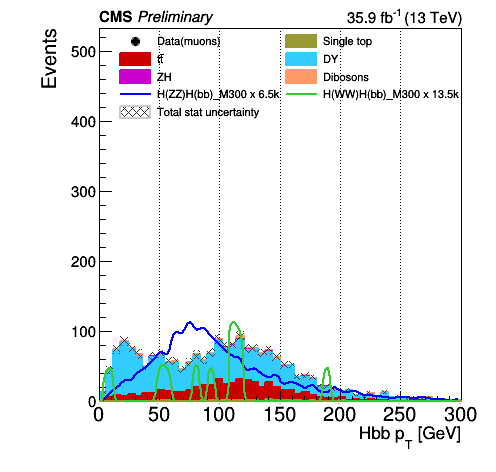 CMS Preliminary 35.9 fb-1 (13 TeV)
Events
Data(muons) Single top
tt̄ DY
ZH Dibosons
H(ZZ)H(bb)_M300 x 6.5k H(WW)H(bb)_M300 x 13.5k
Total stat uncertainty
500
400
300
200
100
0
0 50 100 150 200 250 300
Hbb pT [GeV]